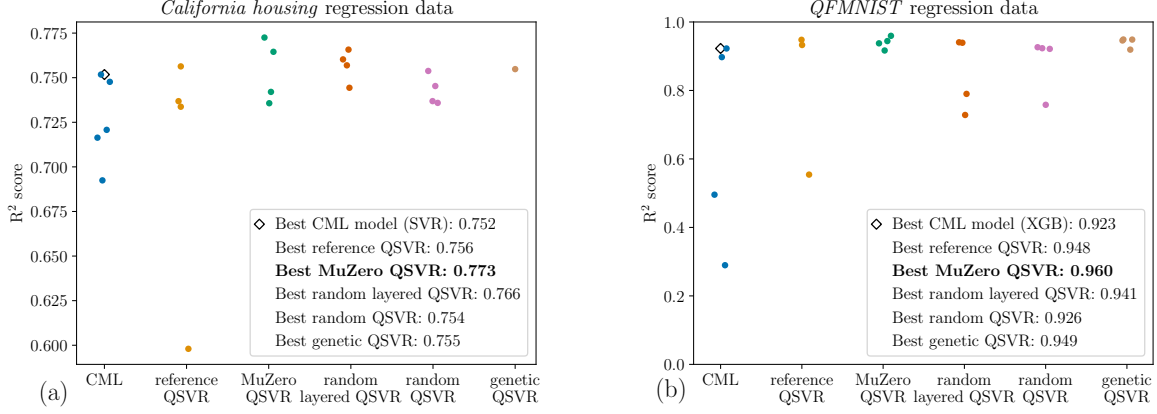 California housing regression data
0.775
0.750
0.725
0.700
0.675
0.650
0.625
0.600
R² score
Best CML model (SVR): 0.752
Best reference QSVR: 0.756
Best MuZero QSVR: 0.773
Best random layered QSVR: 0.766
Best random QSVR: 0.754
Best genetic QSVR: 0.755
CML
reference
QSVR
MuZero
QSVR
random
layered QSVR
random
QSVR
genetic
QSVR
(a)
QFMNIST regression data
1.0
0.8
0.6
0.4
0.2
0.0
R² score
Best CML model (XGB): 0.923
Best reference QSVR: 0.948
Best MuZero QSVR: 0.960
Best random layered QSVR: 0.941
Best random QSVR: 0.926
Best genetic QSVR: 0.949
CML
reference
QSVR
MuZero
QSVR
random
layered QSVR
random
QSVR
genetic
QSVR
(b)